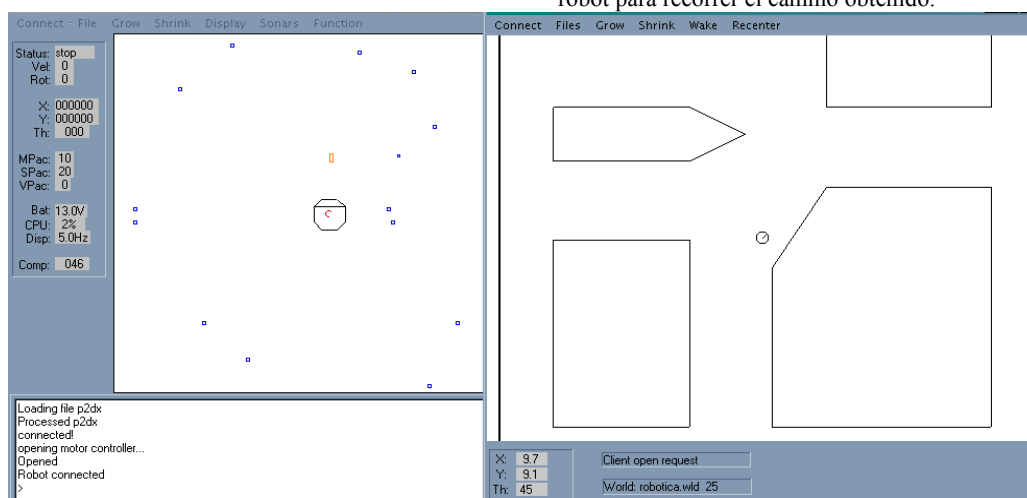 robot para recorrer el camino obtenido.
Connect - File Grow Shrink Display Sonars Function
Status: stop
Vel: 0
Rot: 0
X: 000000
Y: 000000
Th: 000
MPac: 10
SPac: 20
VPac: 0
Bat: 13.0V
CPU: 2%
Disp: 5.0Hz
Comp: 046
Loading file p2dx
Processed p2dx
connected!
opening motor controller...
Opened
Robot connected
>
Connect Files Grow Shrink Wake Recenter
X: 9.7
Y: 9.1
Th: 45
Client open request
World: robotica.wld 25